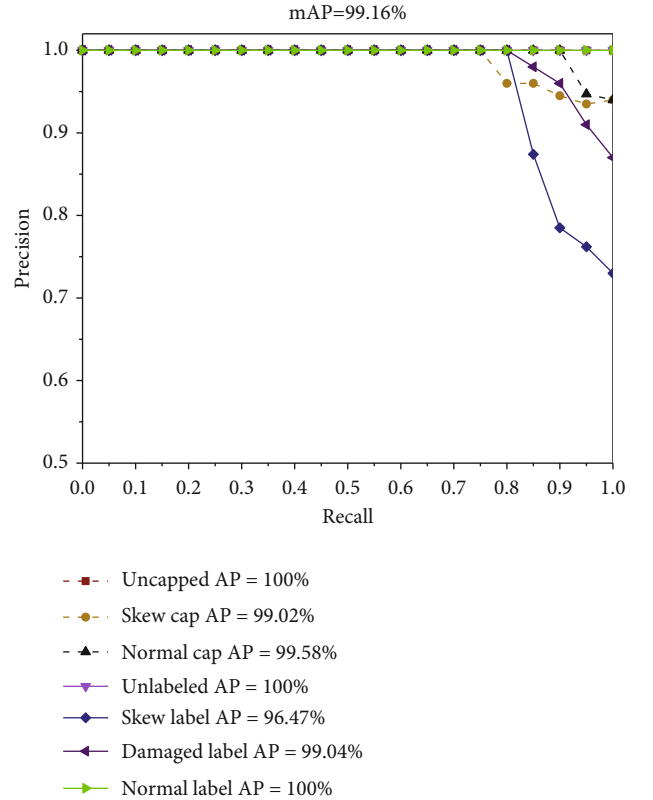 mAP=99.16%
1.0
0.9
0.8
0.7
0.6
0.5
Precision
0.0 0.1 0.2 0.3 0.4 0.5 0.6 0.7 0.8 0.9 1.0
Recall
Uncapped AP = 100%
Skew cap AP = 99.02%
Normal cap AP = 99.58%
Unlabeled AP = 100%
Skew label AP = 96.47%
Damaged label AP = 99.04%
Normal label AP = 100%